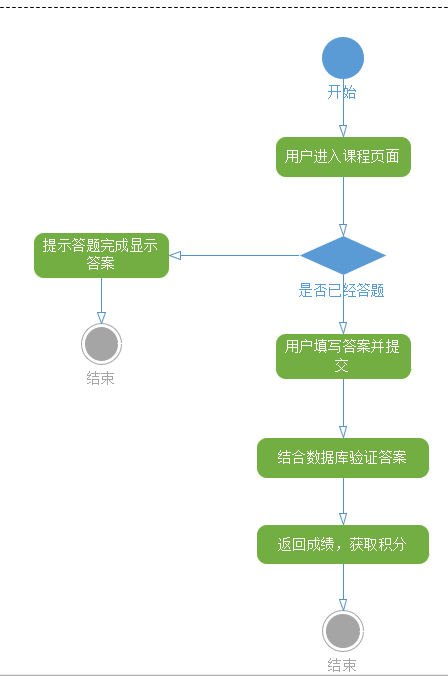 开始
用户进入课程页面
提示答题完成显示
答案
是否已经答题
用户填写答案并提
交
结束
结合数据库验证答案
返回成绩，获取积分
结束